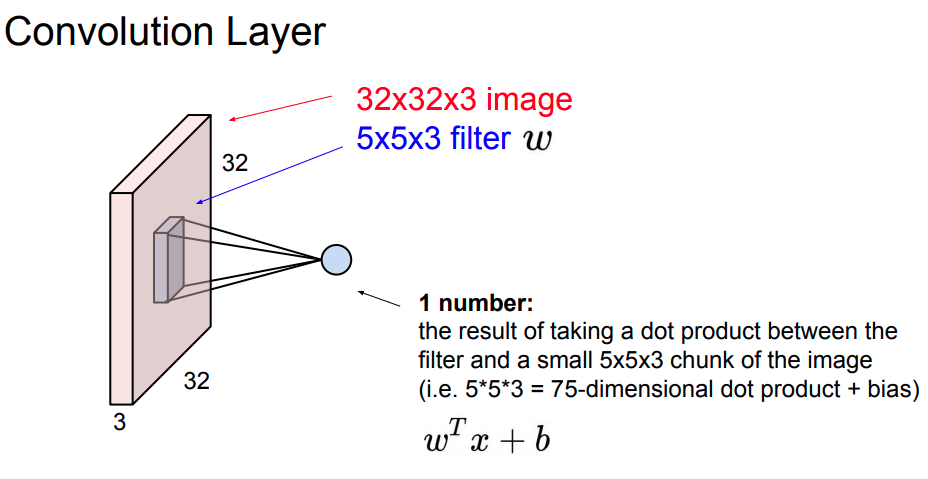 Convolution Layer
32x32x3 image
5x5x3 filter w
32
32
3
1 number:
the result of taking a dot product between the
filter and a small 5x5x3 chunk of the image
(i.e. 5*5*3 = 75-dimensional dot product + bias)
w^T x + b